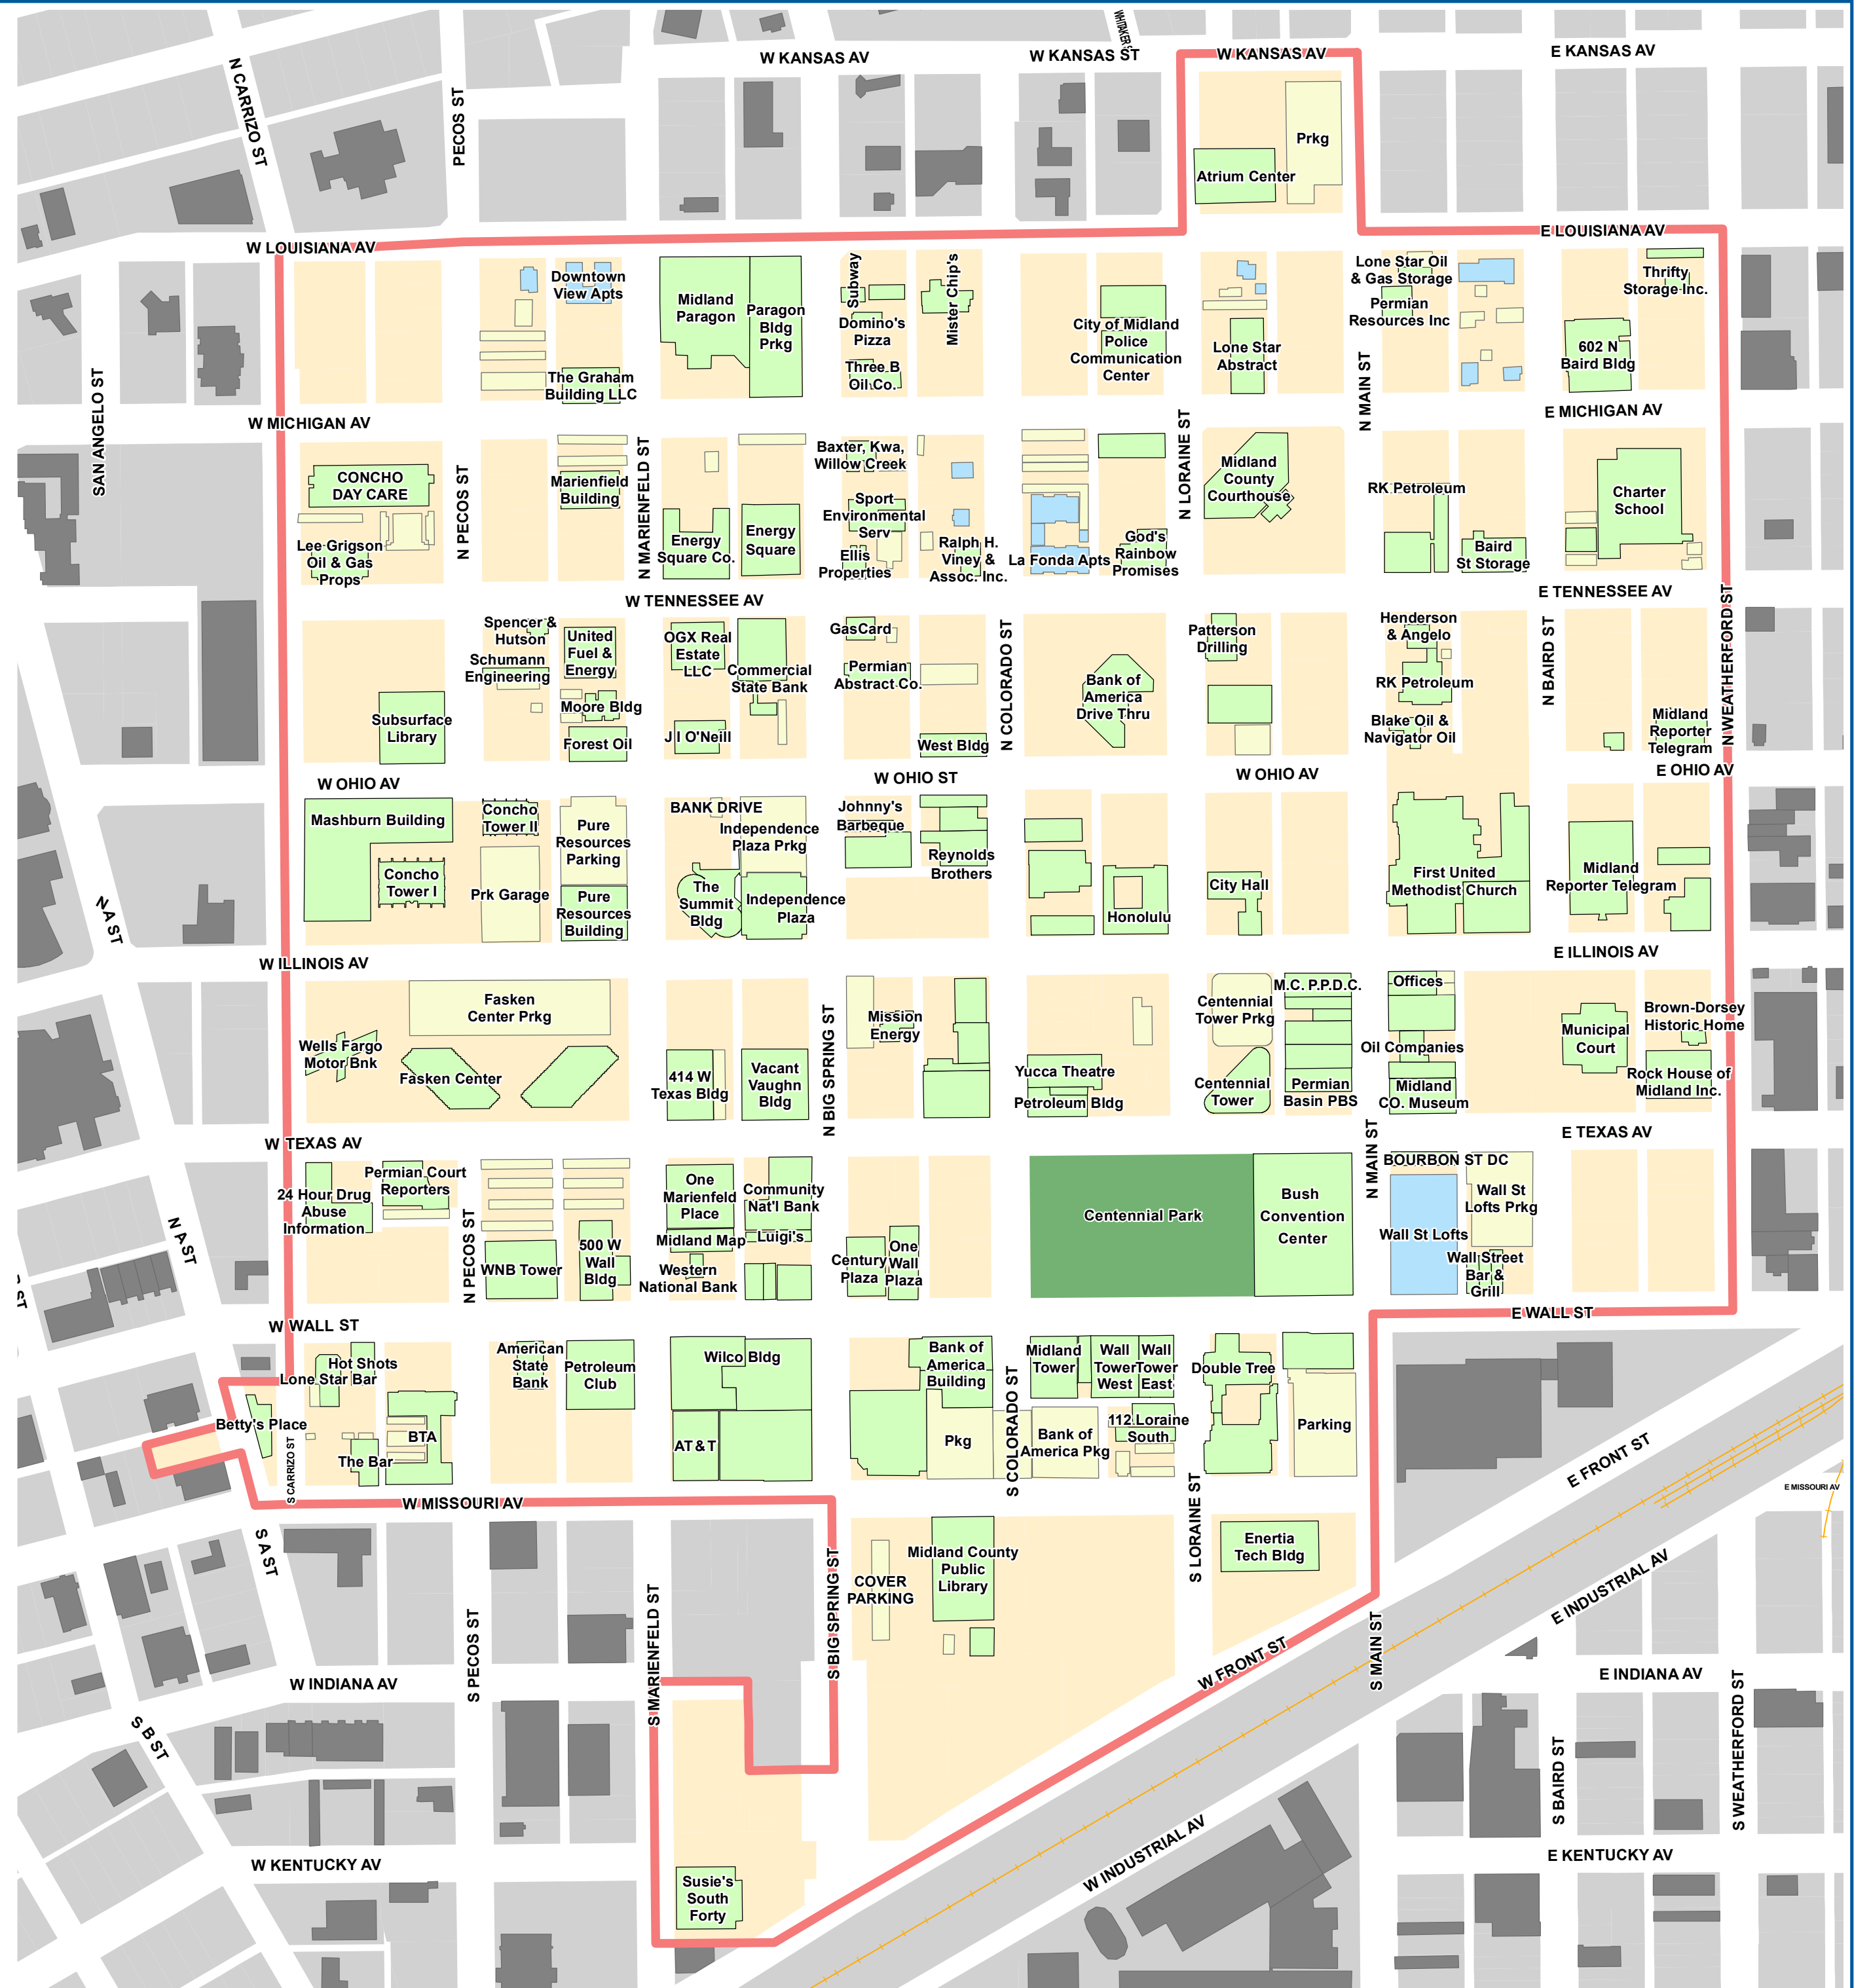 WHITAKER S
W KANSAS AV
W KANSAS ST
W KANSAS AV
E KANSAS AV
N CARRIZO ST
PECOS ST
Prkg
Atrium Center
W LOUISIANA AV
E LOUISIANA AV
Downtown
View Apts
Midland
Paragon
Paragon
Bldg
Prkg
Subway
Domino's
Pizza
Three B
Oil Co.
Mister Chip's
City of Midland
Police
Communication
Center
Lone Star
Abstract
Lone Star Oil
& Gas Storage
Permian
Resources Inc
Thrifty
Storage Inc.
602 N
Baird Bldg
The Graham
Building LLC
SAN ANGELO ST
N MAIN ST
W MICHIGAN AV
E MICHIGAN AV
CONCHO
DAY CARE
Lee Grigson
Oil & Gas
Props
N PECOS ST
Marienfield
Building
N MARIENFELD ST
Energy
Square Co.
Energy
Square
Baxter, Kwa,
Willow Creek
Sport
Environmental
Serv
Ellis
Properties
Ralph H.
Viney &
Assoc. Inc.
La Fonda Apts
God's
Rainbow
Promises
N LORAINE ST
Midland
County
Courthouse
RK Petroleum
Baird
St Storage
Charter
School
W TENNESSEE AV
E TENNESSEE AV
Spencer &
Hutson
Schumann
Engineering
United
Fuel &
Energy
Moore Bldg
Forest Oil
OGX Real
Estate
LLC
Commercial
State Bank
J I O'Neill
GasCard
Permian
Abstract Co.
West Bldg
N COLORADO ST
Bank of
America
Drive Thru
Patterson
Drilling
Henderson
& Angelo
RK Petroleum
Blake Oil &
Navigator Oil
N BAIRD ST
Midland
Reporter
Telegram
N WEATHERFORD ST
Subsurface
Library
W OHIO AV
W OHIO ST
W OHIO AV
E OHIO AV
Mashburn Building
Concho
Tower I
Concho
Tower II
Prk Garage
Pure
Resources
Parking
Pure
Resources
Building
BANK DRIVE
Independence
Plaza Prkg
The
Summit
Bldg
Independence
Plaza
Johnny's
Barbeque
Reynolds
Brothers
Honolulu
City Hall
First United
Methodist Church
Midland
Reporter Telegram
N A ST
W ILLINOIS AV
E ILLINOIS AV
Fasken
Center Prkg
Wells Fargo
Motor Bnk
Fasken Center
414 W
Texas Bldg
Vacant
Vaughn
Bldg
N BIG SPRING ST
Mission
Energy
Yucca Theatre
Petroleum Bldg
Centennial
Tower Prkg
Centennial
Tower
M.C. P.P.D.C.
Permian
Basin PBS
Offices
Oil Companies
Midland
CO. Museum
Municipal
Court
Brown-Dorsey
Historic Home
Rock House of
Midland Inc.
W TEXAS AV
E TEXAS AV
24 Hour Drug
Abuse
Information
Permian Court
Reporters
N PECOS ST
WNB Tower
500 W
Wall
Bldg
One
Marienfeld
Place
Midland Map
Western
National Bank
Community
Nat'l Bank
Luigi's
Century
Plaza
One
Wall
Plaza
Centennial Park
Bush
Convention
Center
N MAIN ST
BOURBON ST DC
Wall St
Lofts Prkg
Wall St Lofts
Wall Street
Bar &
Grill
N A ST
D ST
W WALL ST
E WALL ST
Hot Shots
Lone Star Bar
Betty's Place
BTA
The Bar
S CARRIZO ST
American
State
Bank
Petroleum
Club
Wilco Bldg
AT & T
Bank of
America
Building
Pkg
S COLORADO ST
Midland
Tower
Wall
Tower
West
Wall
Tower
East
Bank of
America Pkg
112 Loraine
South
Double Tree
Parking
S LORAINE ST
E FRONT ST
E MISSOURI AV
W MISSOURI AV
S A ST
COVER
PARKING
Midland County
Public
Library
Enertia
Tech Bldg
S MARIENFELD ST
S BIG SPRING ST
S PECOS ST
S MAIN ST
E INDUSTRIAL AV
W FRONT ST
W INDIANA AV
E INDIANA AV
S B ST
S BAIRD ST
S WEATHERFORD ST
W INDUSTRIAL AV
W KENTUCKY AV
E KENTUCKY AV
Susie's
South
Forty